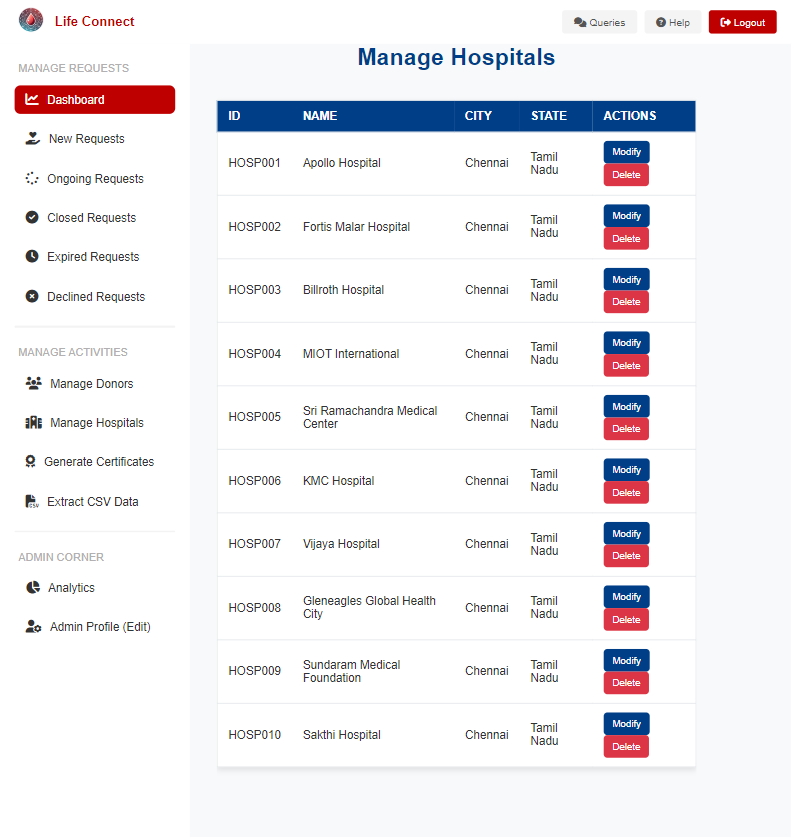 Life Connect
Queries
Help
Logout
MANAGE REQUESTS
Dashboard
New Requests
Ongoing Requests
Closed Requests
Expired Requests
Declined Requests
MANAGE ACTIVITIES
Manage Donors
Manage Hospitals
Generate Certificates
CSV
Extract CSV Data
ADMIN CORNER
Analytics
Admin Profile (Edit)
Manage Hospitals
ID NAME CITY STATE ACTIONS
HOSP001 Apollo Hospital Chennai Tamil
Nadu
Modify
Delete
HOSP002 Fortis Malar Hospital Chennai Tamil
Nadu
Modify
Delete
HOSP003 Billroth Hospital Chennai Tamil
Nadu
Modify
Delete
HOSP004 MIOT International Chennai Tamil
Nadu
Modify
Delete
HOSP005 Sri Ramachandra Medical
Center
Chennai Tamil
Nadu
Modify
Delete
HOSP006 KMC Hospital Chennai Tamil
Nadu
Modify
Delete
HOSP007 Vijaya Hospital Chennai Tamil
Nadu
Modify
Delete
HOSP008 Gleneagles Global Health
City
Chennai Tamil
Nadu
Modify
Delete
HOSP009 Sundaram Medical
Foundation
Chennai Tamil
Nadu
Modify
Delete
HOSP010 Sakthi Hospital Chennai Tamil
Nadu
Modify
Delete